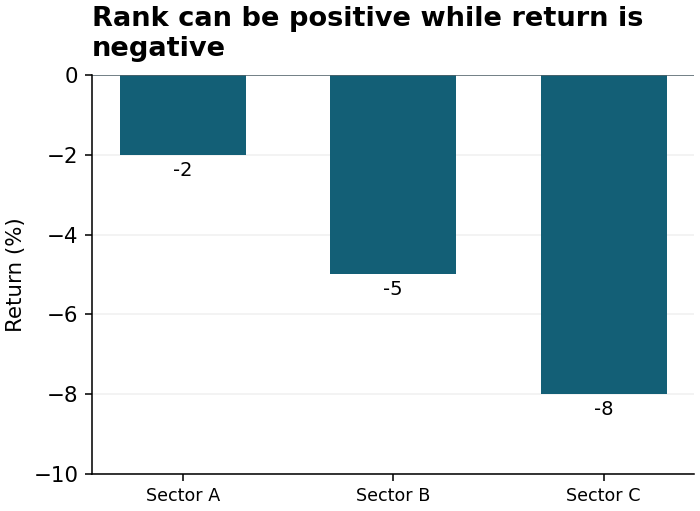 Rank can be positive while return is
negative
Return (%)
0
−2
−4
−6
−8
−10
-2
-5
-8
Sector A
Sector B
Sector C